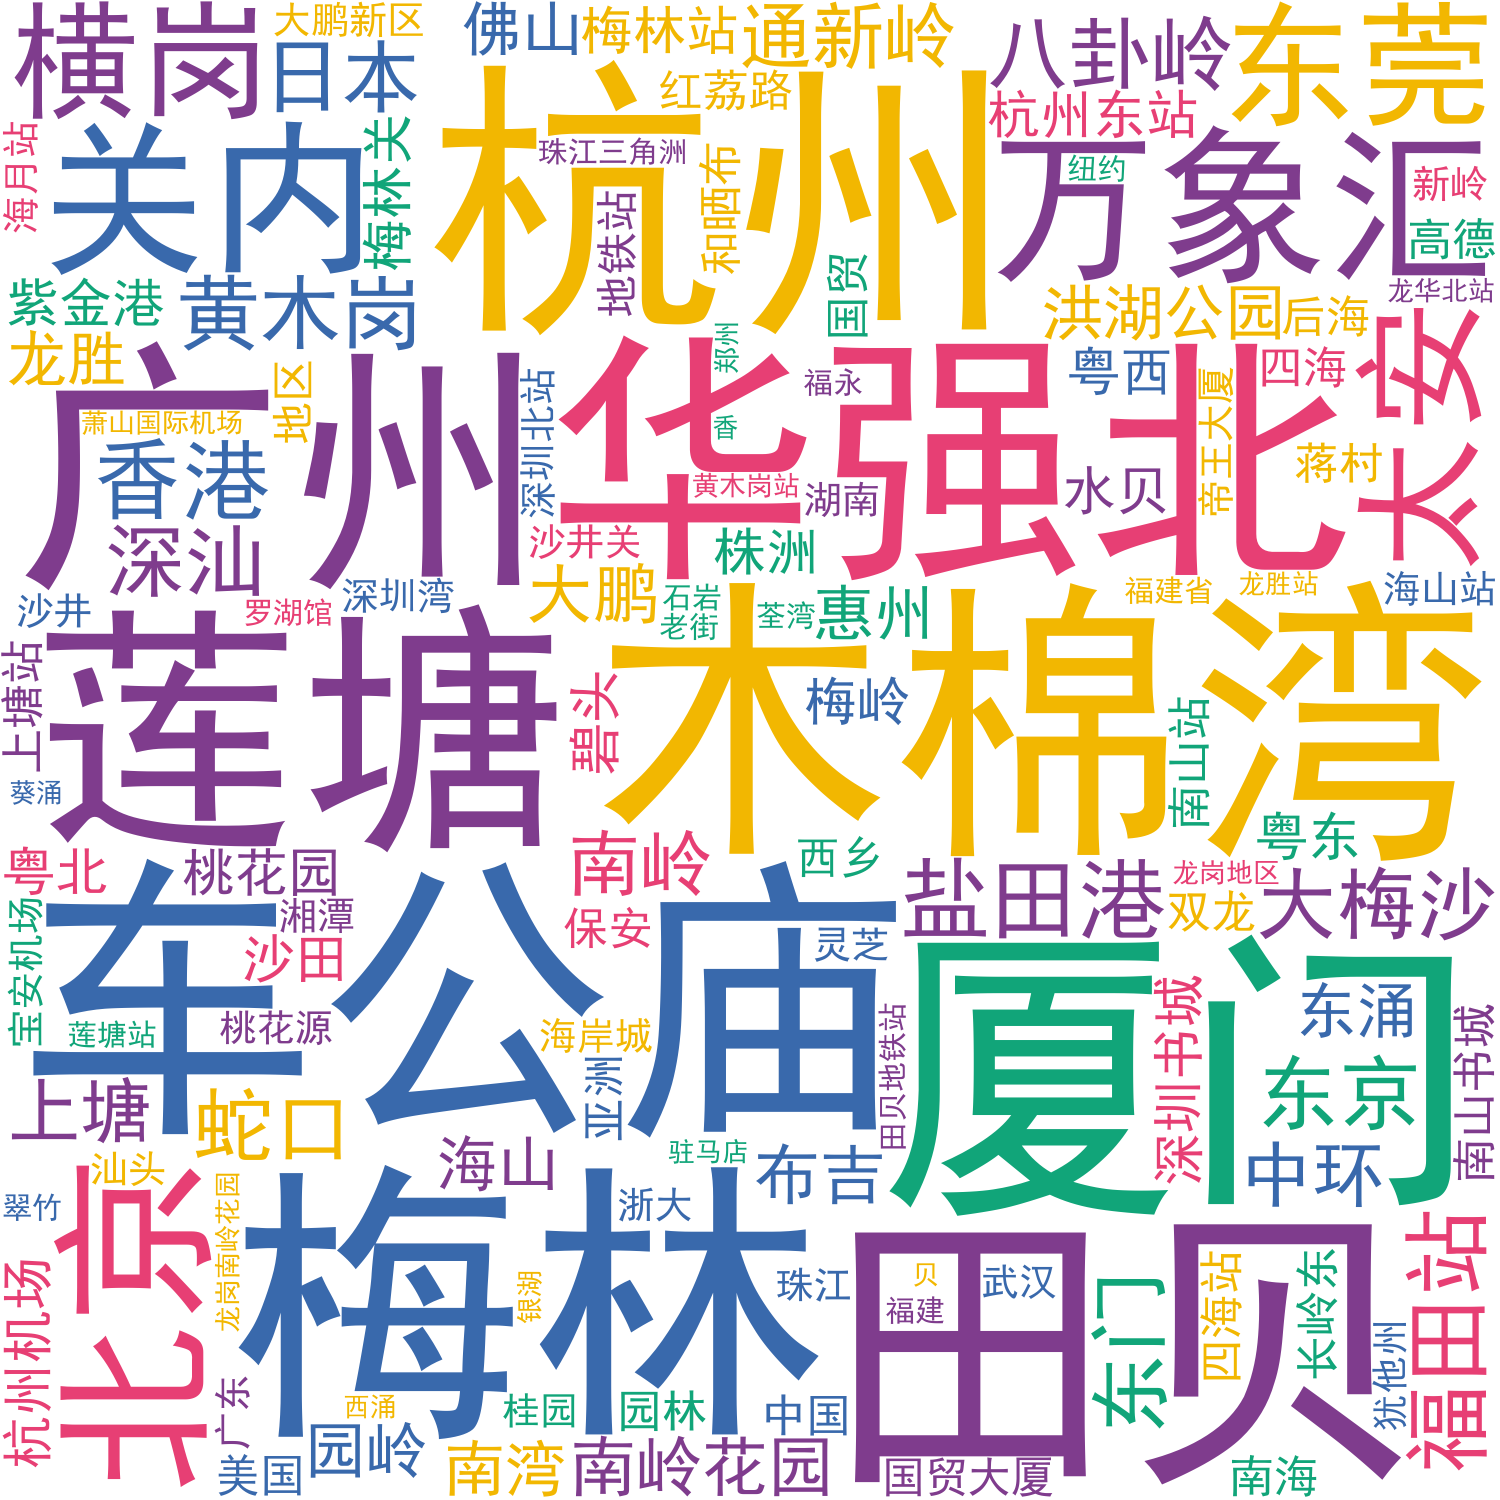 横岗
大鹏新区
佛山
梅林站
通新岭
八卦岭
东莞
日本
红荔路
杭州东站
海月站
关内
梅林关
杭州
珠江三角洲
和晒布
地铁站
国贸
万象汇
纽约
新岭
高德
龙华北站
紫金港
黄木岗
洪湖公园
后海
龙胜
广州
地区
深圳北站
华强北
郑州
香
福永
粤西
四海
太安
萧山国际机场
香港
黄木岗站
湖南
水贝
帝王大厦
蒋村
深汕
沙井关
株洲
沙井
罗湖馆
深圳湾
大鹏
石岩
老街
荃湾
惠州
福建省
龙胜站
海山站
上塘站
莲塘
碧头
木棉湾
梅岭
南山站
葵涌
粤北
桃花园
南岭
西乡
盐田港
粤东
龙岗地区
双龙
大梅沙
宝安机场
湘潭
沙田
保安
灵芝
车公庙
莲塘站
桃花源
海岸城
亚洲
田贝地铁站
厦门
深圳书城
东涌
南山书城
上塘
蛇口
海山
驻马店
布吉
东京
中环
汕头
翠竹
北京
龙岗南岭花园
梅林
浙大
银湖
珠江
田贝
贝
福建
武汉
东门
四海站
长岭东
福田站
犹他州
杭州机场
广东
西涌
桂园
园林
中国
美国
园岭
南湾
南岭花园
国贸大厦
南海